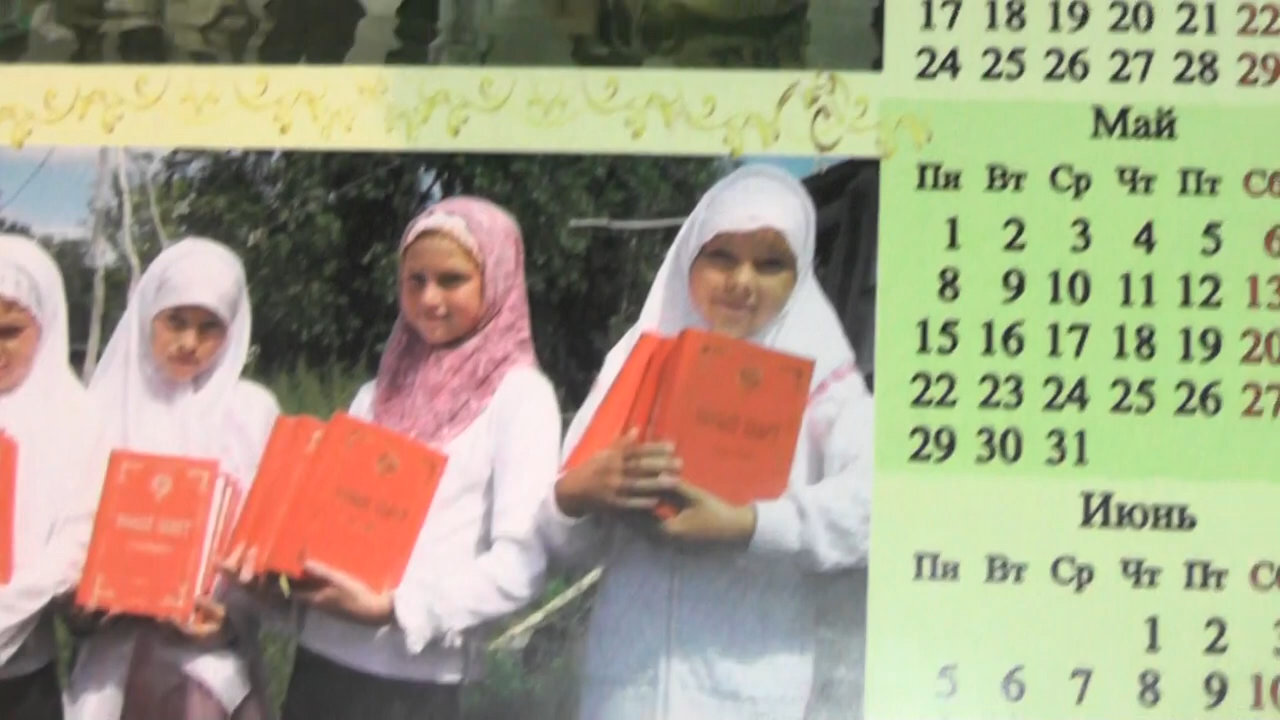 17 18 19 20 21 22
24 25 26 27 28 29
Май
Пн Вт Ср Чт Пт Сб
1 2 3 4 5 6
8 9 10 11 12 13
15 16 17 18 19 20
22 23 24 25 26 27
29 30 31
Июнь
Пн Вт Ср Чт Пт Сб
1 2 3
5 6 7 8 9 10